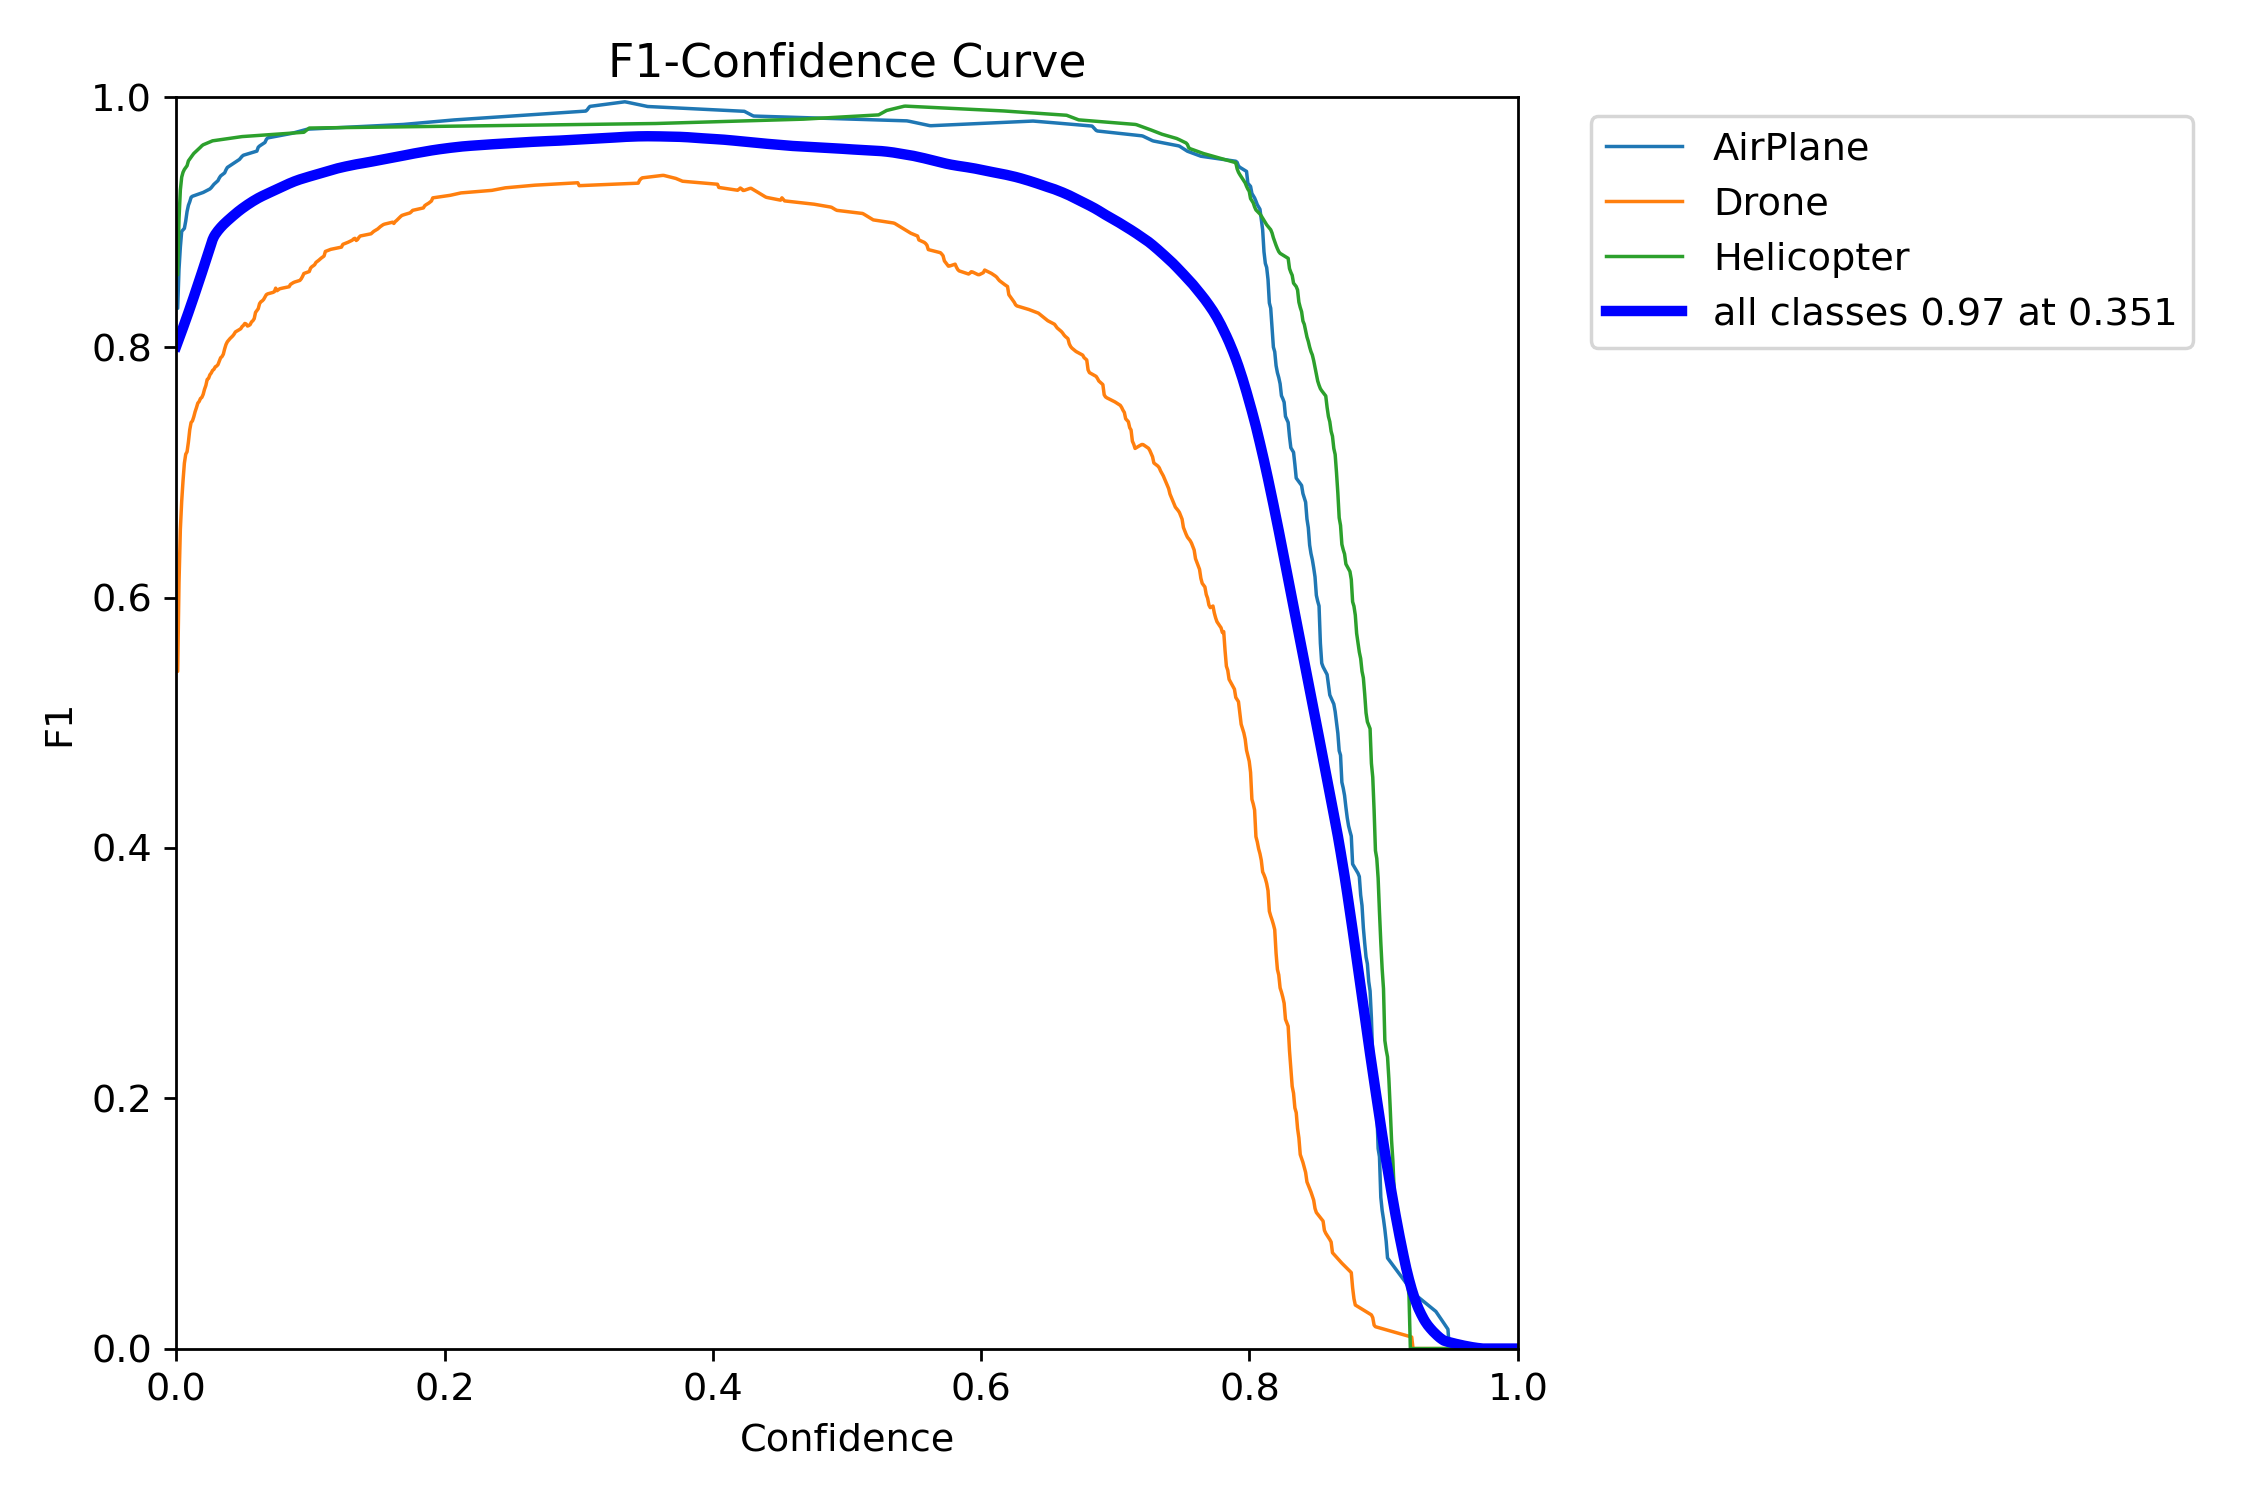 F1-Confidence Curve
1.0
0.8
0.6
0.4
0.2
0.0
F1
0.0 0.2 0.4 0.6 0.8 1.0
Confidence
AirPlane
Drone
Helicopter
all classes 0.97 at 0.351